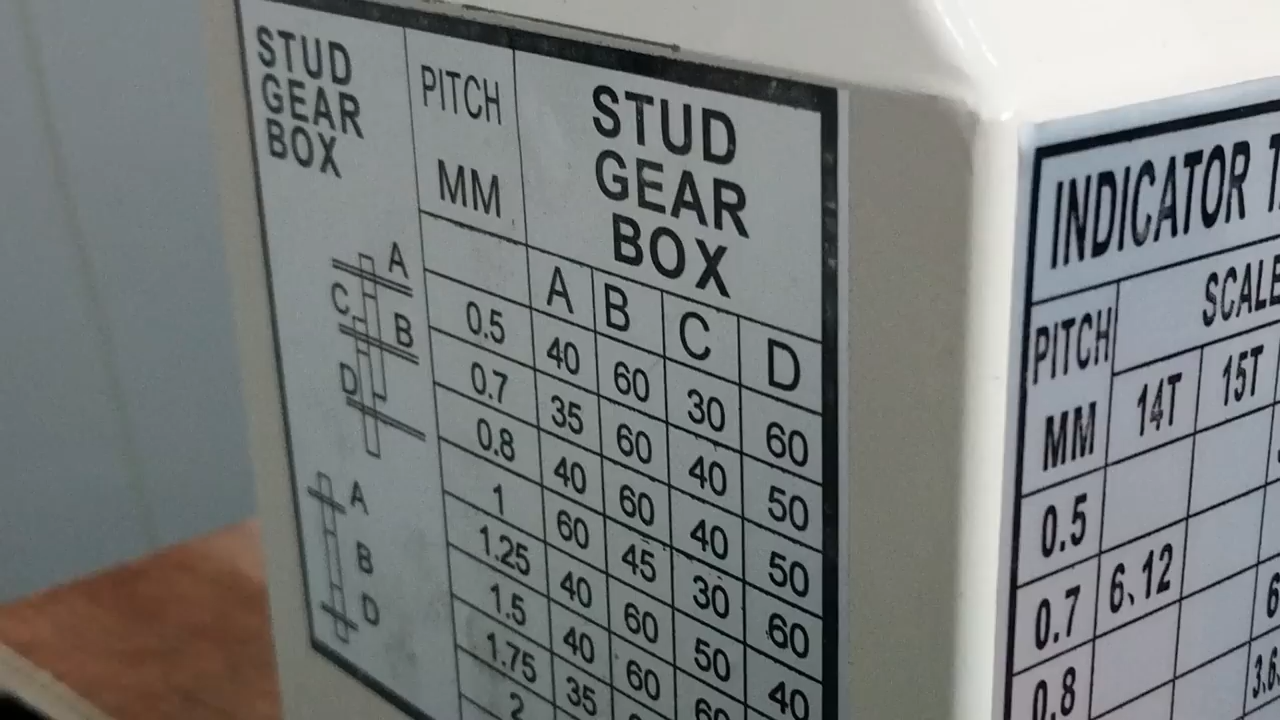 STUD
GEAR
BOX
PITCH
MM
STUD
GEAR
BOX
A B C D
0.5 40 60 30 60
0.7 35 60 40 50
0.8 40 60 40 50
1 60 45 30 60
1.25 40 60 50 40
1.5 40 60 60
1.75 35
2
A
C
B
D
A
B
D
INDICATOR
SCALE
PITCH
MM
14T 15T
0.5
0.7 6.12
0.8